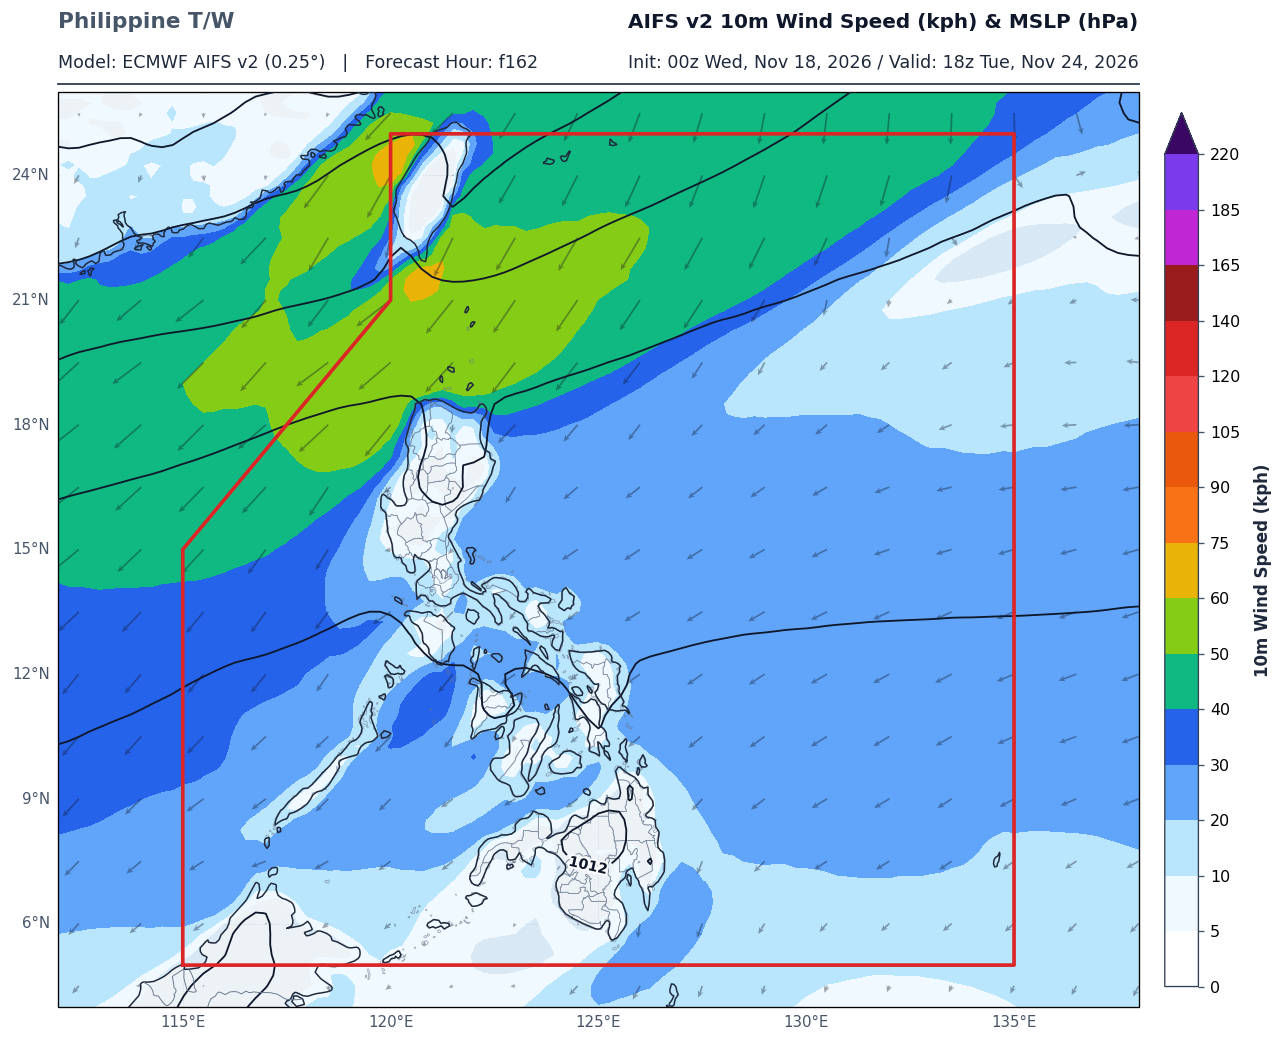 Philippine T/W
AIFS v2 10m Wind Speed (kph) & MSLP (hPa)
Model: ECMWF AIFS v2 (0.25°)   |   Forecast Hour: f162
Init: 00z Wed, Nov 18, 2026 / Valid: 18z Tue, Nov 24, 2026
24°N
21°N
18°N
15°N
12°N
9°N
6°N
1012
115°E
120°E
125°E
130°E
135°E
220
185
165
140
120
105
90
75
60
50
40
30
20
10
5
0
10m Wind Speed (kph)